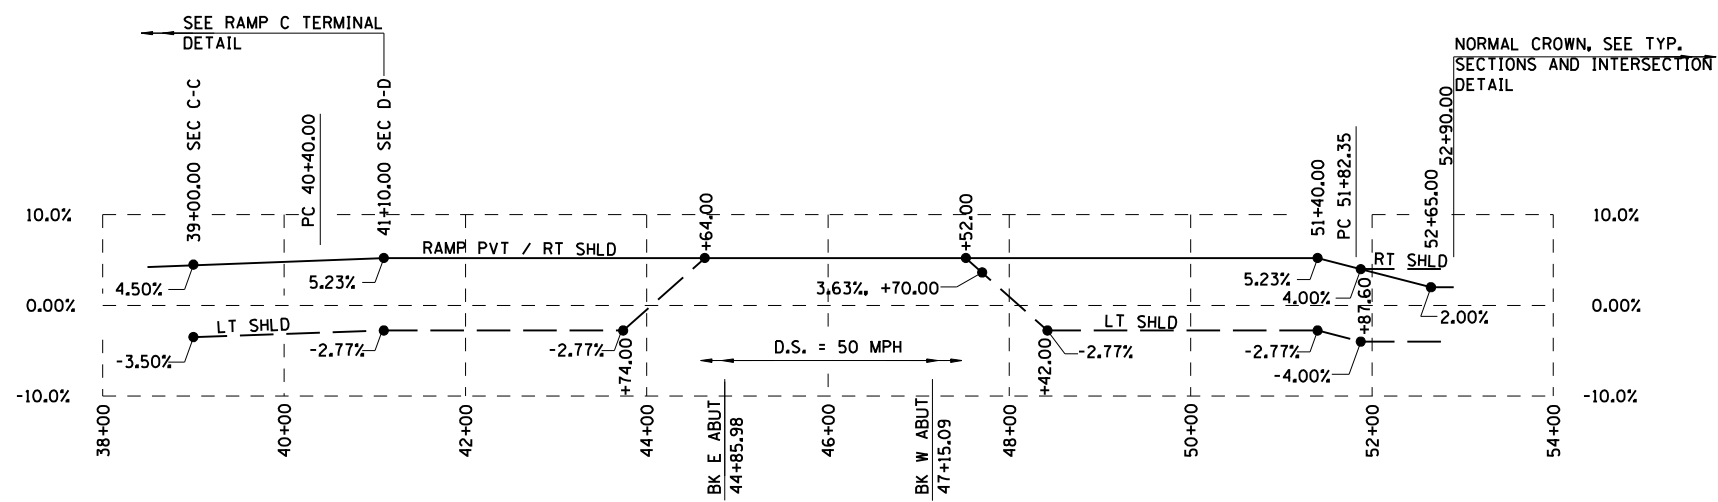 SEE RAMP C TERMINAL
DETAIL
NORMAL CROWN, SEE TYP.
SECTIONS AND INTERSECTION
DETAIL
39+00.00 SEC C-C
PC 40+40.00
41+10.00 SEC D-D
+64.00
+52.00
51+40.00
PC 51+82.35
52+65.00
52+90.00
10.0%
10.0%
RAMP PVT / RT SHLD
RT SHLD
4.50%
5.23%
3.63%, +70.00
5.23%
4.00%
+87.60
0.00%
0.00%
2.00%
LT SHLD
LT SHLD
-3.50%
-2.77%
-2.77%
+74.00
D.S. = 50 MPH
+42.00
-2.77%
-2.77%
-4.00%
-10.0%
-10.0%
38+00
40+00
42+00
44+00
BK E ABUT
44+85.98
46+00
BK W ABUT
47+15.09
48+00
50+00
52+00
54+00